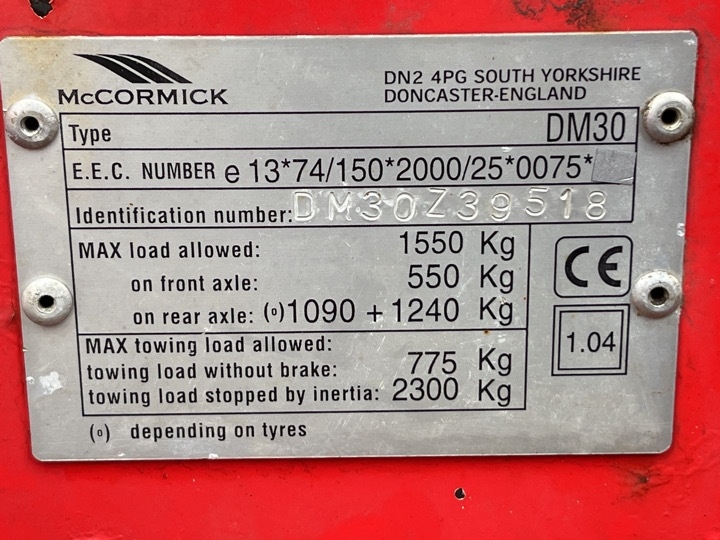 McCORMICK
DN2 4PG SOUTH YORKSHIRE
DONCASTER-ENGLAND
Type DM30
E.E.C. NUMBER e 13*74/150*2000/25*0075*
Identification number: DM30Z39518
MAX load allowed: 1550 Kg
on front axle: 550 Kg
on rear axle: (o)1090 + 1240 Kg
CE
MAX towing load allowed:
towing load without brake: 775 Kg
towing load stopped by inertia: 2300 Kg
1.04
(o) depending on tyres